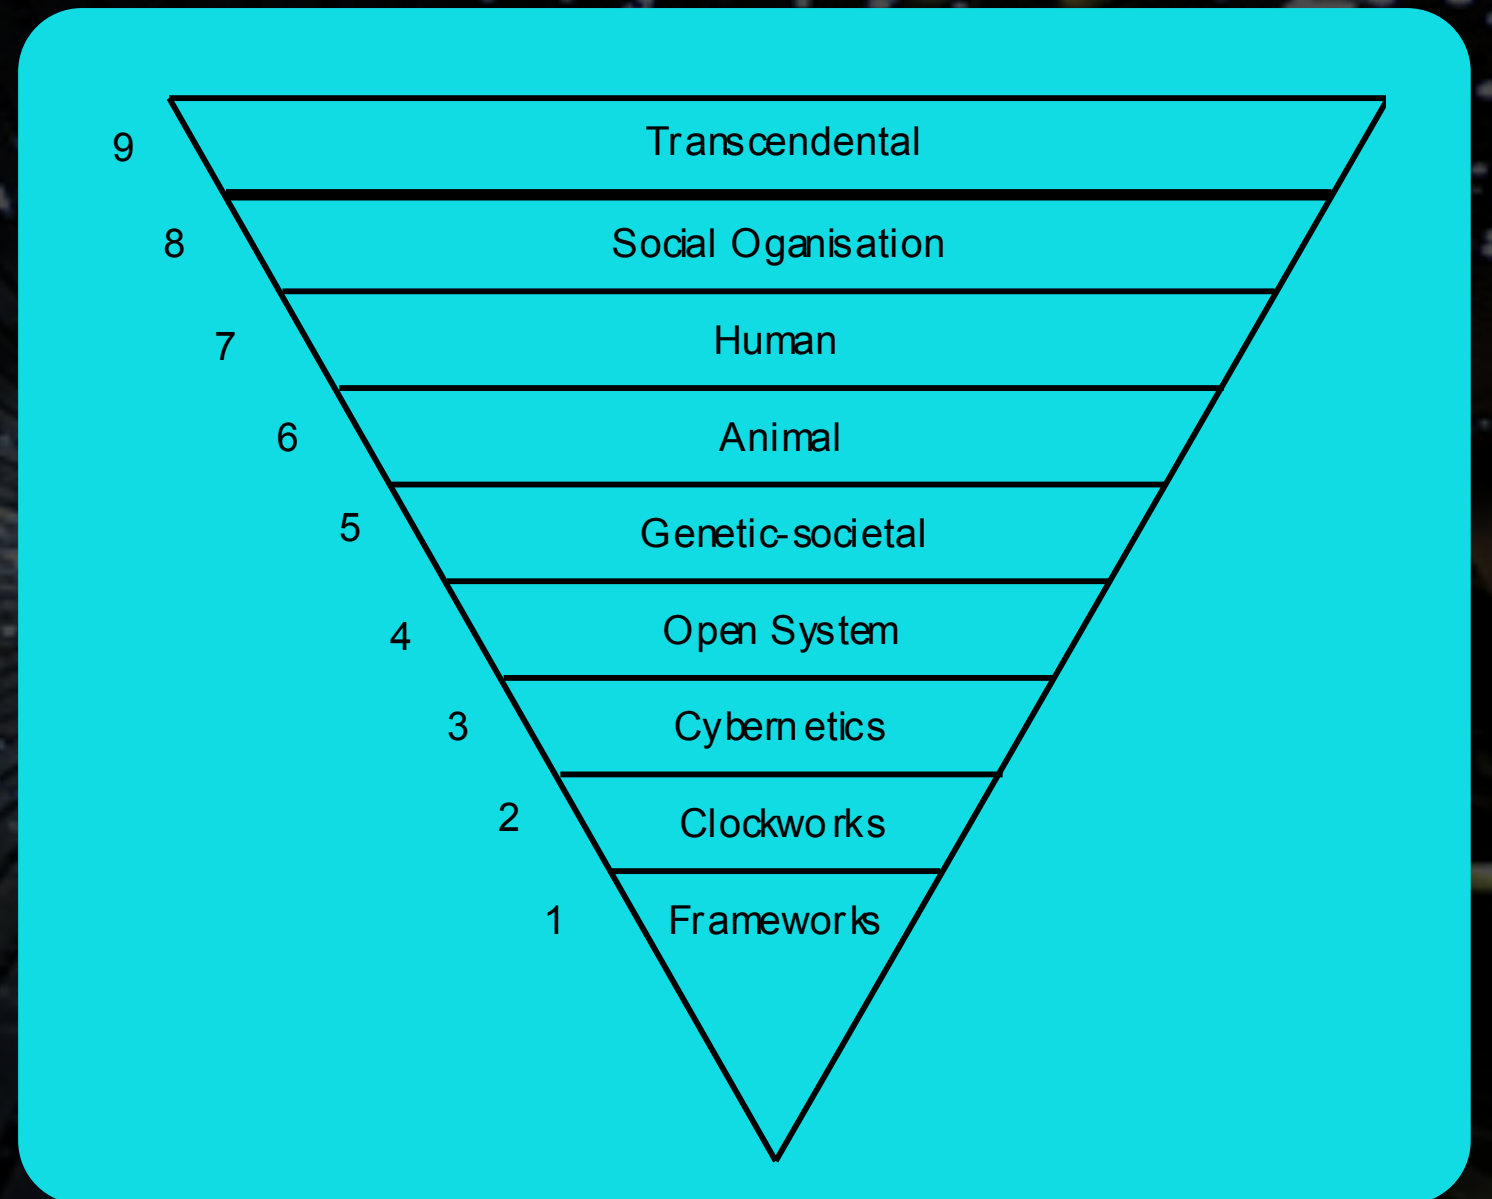 9 Transcendental
8 Social Oganisation
7 Human
6 Animal
5 Genetic-societal
4 Open System
3 Cybernetics
2 Clockworks
1 Frameworks